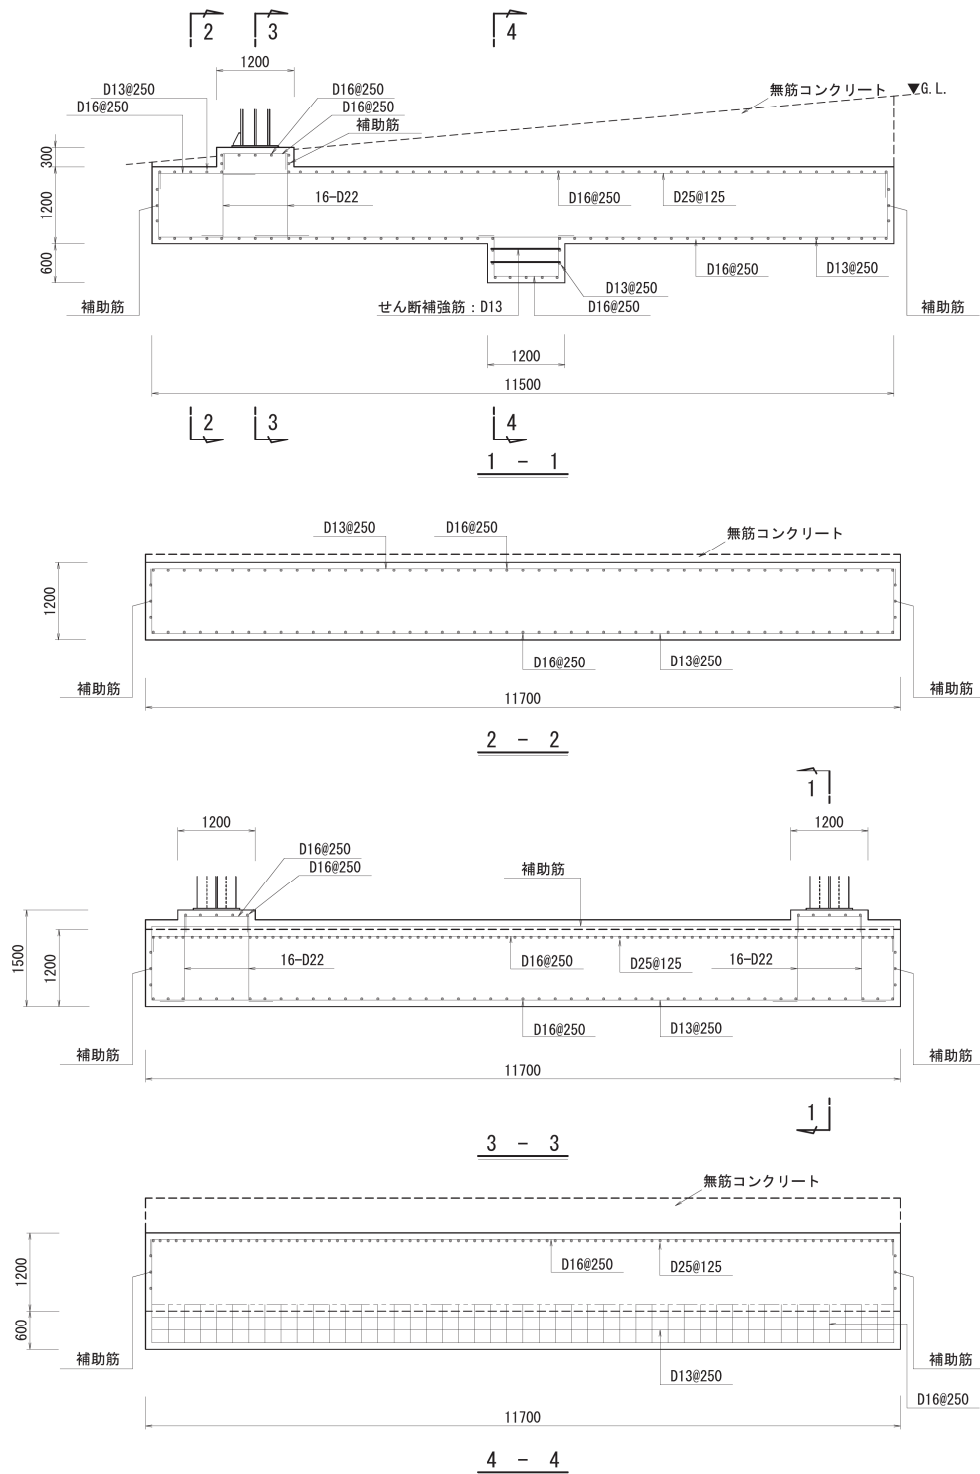 2 3 4
1200
D13@250 D16@250 無筋コンクリート ▼G.L.
D16@250 D16@250
補助筋
300
1200
600
16-D22 D16@250 D25@125
D16@250 D13@250
D13@250
補助筋 せん断補強筋：D13 D16@250 補助筋
1200
11500
2 3 4
1 - 1
D13@250 D16@250 無筋コンクリート
1200
D16@250 D13@250
補助筋 補助筋
11700
2 - 2
1
1200 1200
D16@250
D16@250 補助筋
1500
1200
16-D22 D16@250 D25@125 16-D22
D16@250 D13@250
補助筋 補助筋
11700
1
3 - 3
無筋コンクリート
1200
600
D16@250 D25@125
補助筋 D13@250 補助筋
D16@250
11700
4 - 4